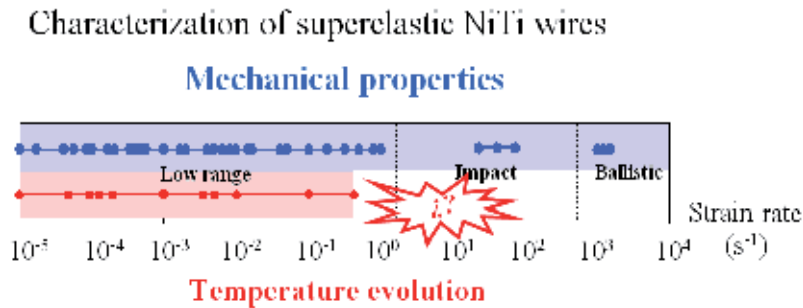 Characterization of superelastic NiTi wires
Mechanical properties
Low range
Impact
Ballistic
10⁻⁵ 10⁻⁴ 10⁻³ 10⁻² 10⁻¹ 10⁰ 10¹ 10² 10³ 10⁴
Strain rate
(s⁻¹)
Temperature evolution